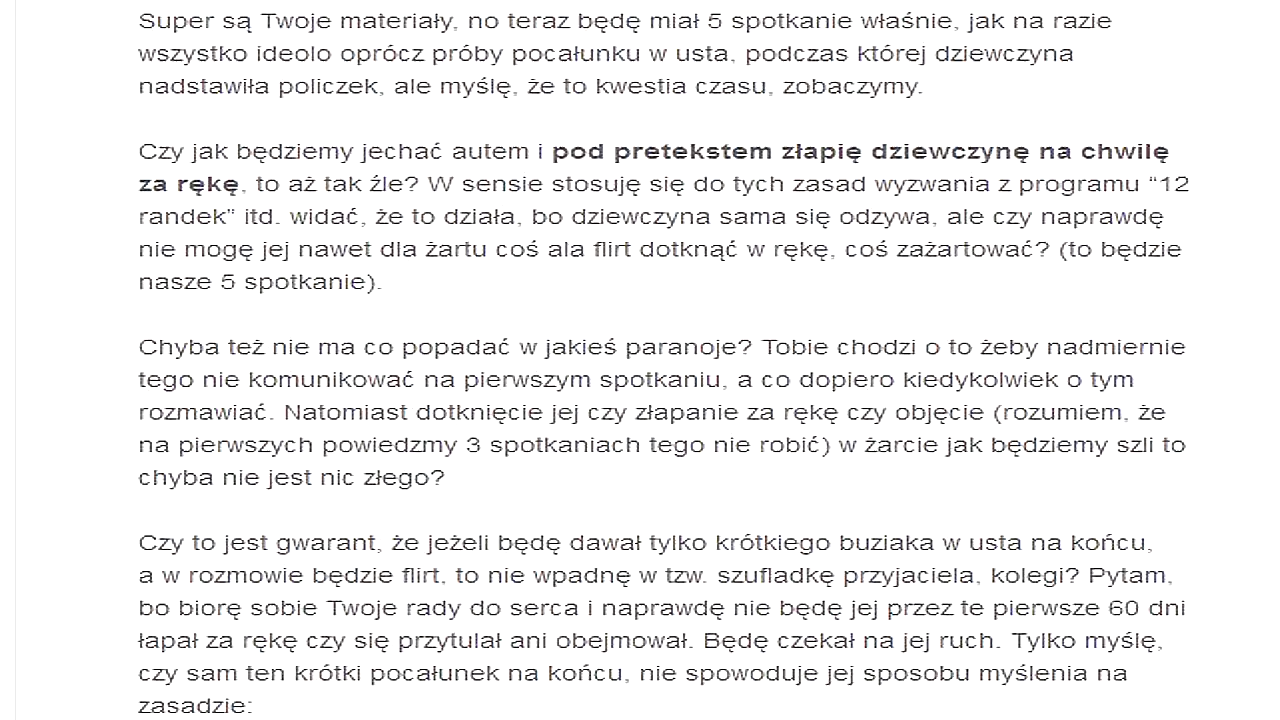 Super są Twoje materiały, no teraz będę miał 5 spotkanie właśnie, jak na razie
wszystko ideolo oprócz próby pocałunku w usta, podczas której dziewczyna
nadstawiła policzek, ale myślę, że to kwestia czasu, zobaczymy.
Czy jak będziemy jechać autem i pod pretekstem złapię dziewczynę na chwilę
za rękę, to aż tak źle? W sensie stosuję się do tych zasad wyzwania z programu “12
randek” itd. widać, że to działa, bo dziewczyna sama się odzywa, ale czy naprawdę
nie mogę jej nawet dla żartu coś ala flirt dotknąć w rękę, coś zażartować? (to będzie
nasze 5 spotkanie).
Chyba też nie ma co popadać w jakieś paranoje? Tobie chodzi o to żeby nadmiernie
tego nie komunikować na pierwszym spotkaniu, a co dopiero kiedykolwiek o tym
rozmawiać. Natomiast dotknięcie jej czy złapanie za rękę czy objęcie (rozumiem, że
na pierwszych powiedzmy 3 spotkaniach tego nie robić) w żarcie jak będziemy szli to
chyba nie jest nic złego?
Czy to jest gwarant, że jeżeli będę dawał tylko krótkiego buziaka w usta na końcu,
a w rozmowie będzie flirt, to nie wpadnę w tzw. szufladkę przyjaciela, kolegi? Pytam,
bo biorę sobie Twoje rady do serca i naprawdę nie będę jej przez te pierwsze 60 dni
łapał za rękę czy się przytulał ani obejmował. Będę czekał na jej ruch. Tylko myślę,
czy sam ten krótki pocałunek na końcu, nie spowoduje jej sposobu myślenia na
zasadzie: